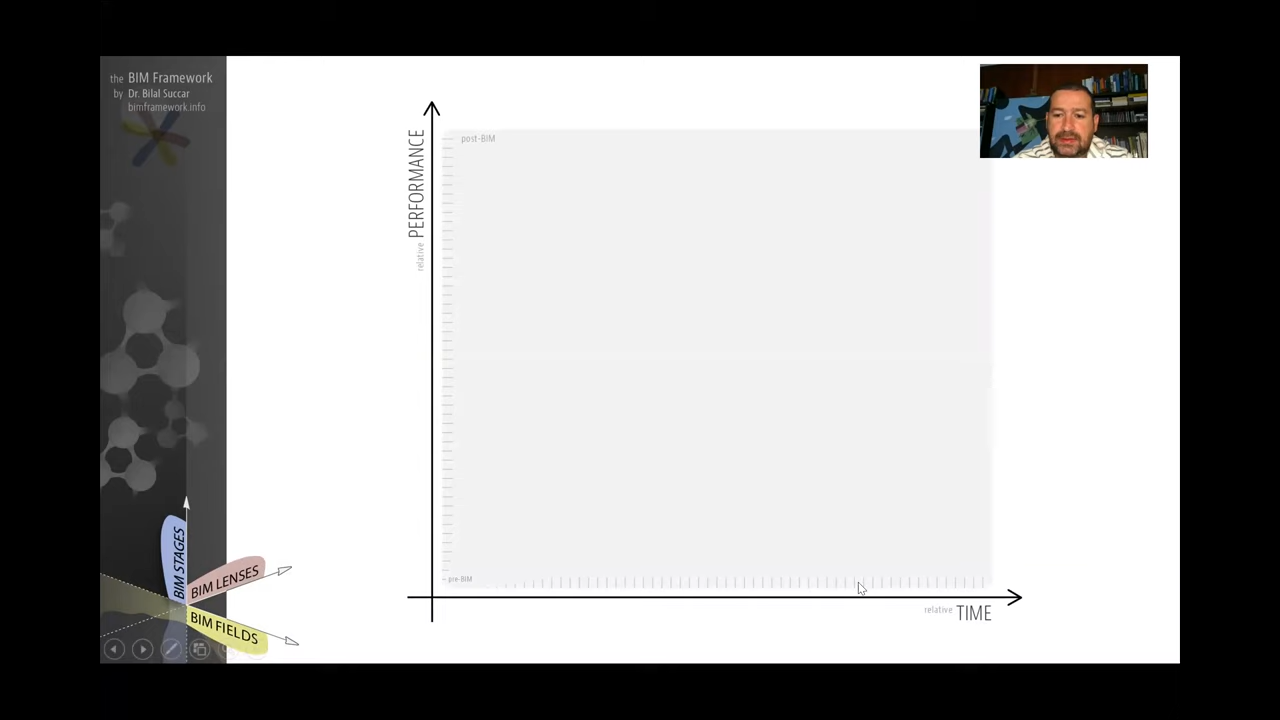 the BIM Framework
by Dr. Bilal Succar
bimframework.info
post-BIM
relative PERFORMANCE
pre-BIM
relative TIME
BIM STAGES
BIM LENSES
BIM FIELDS